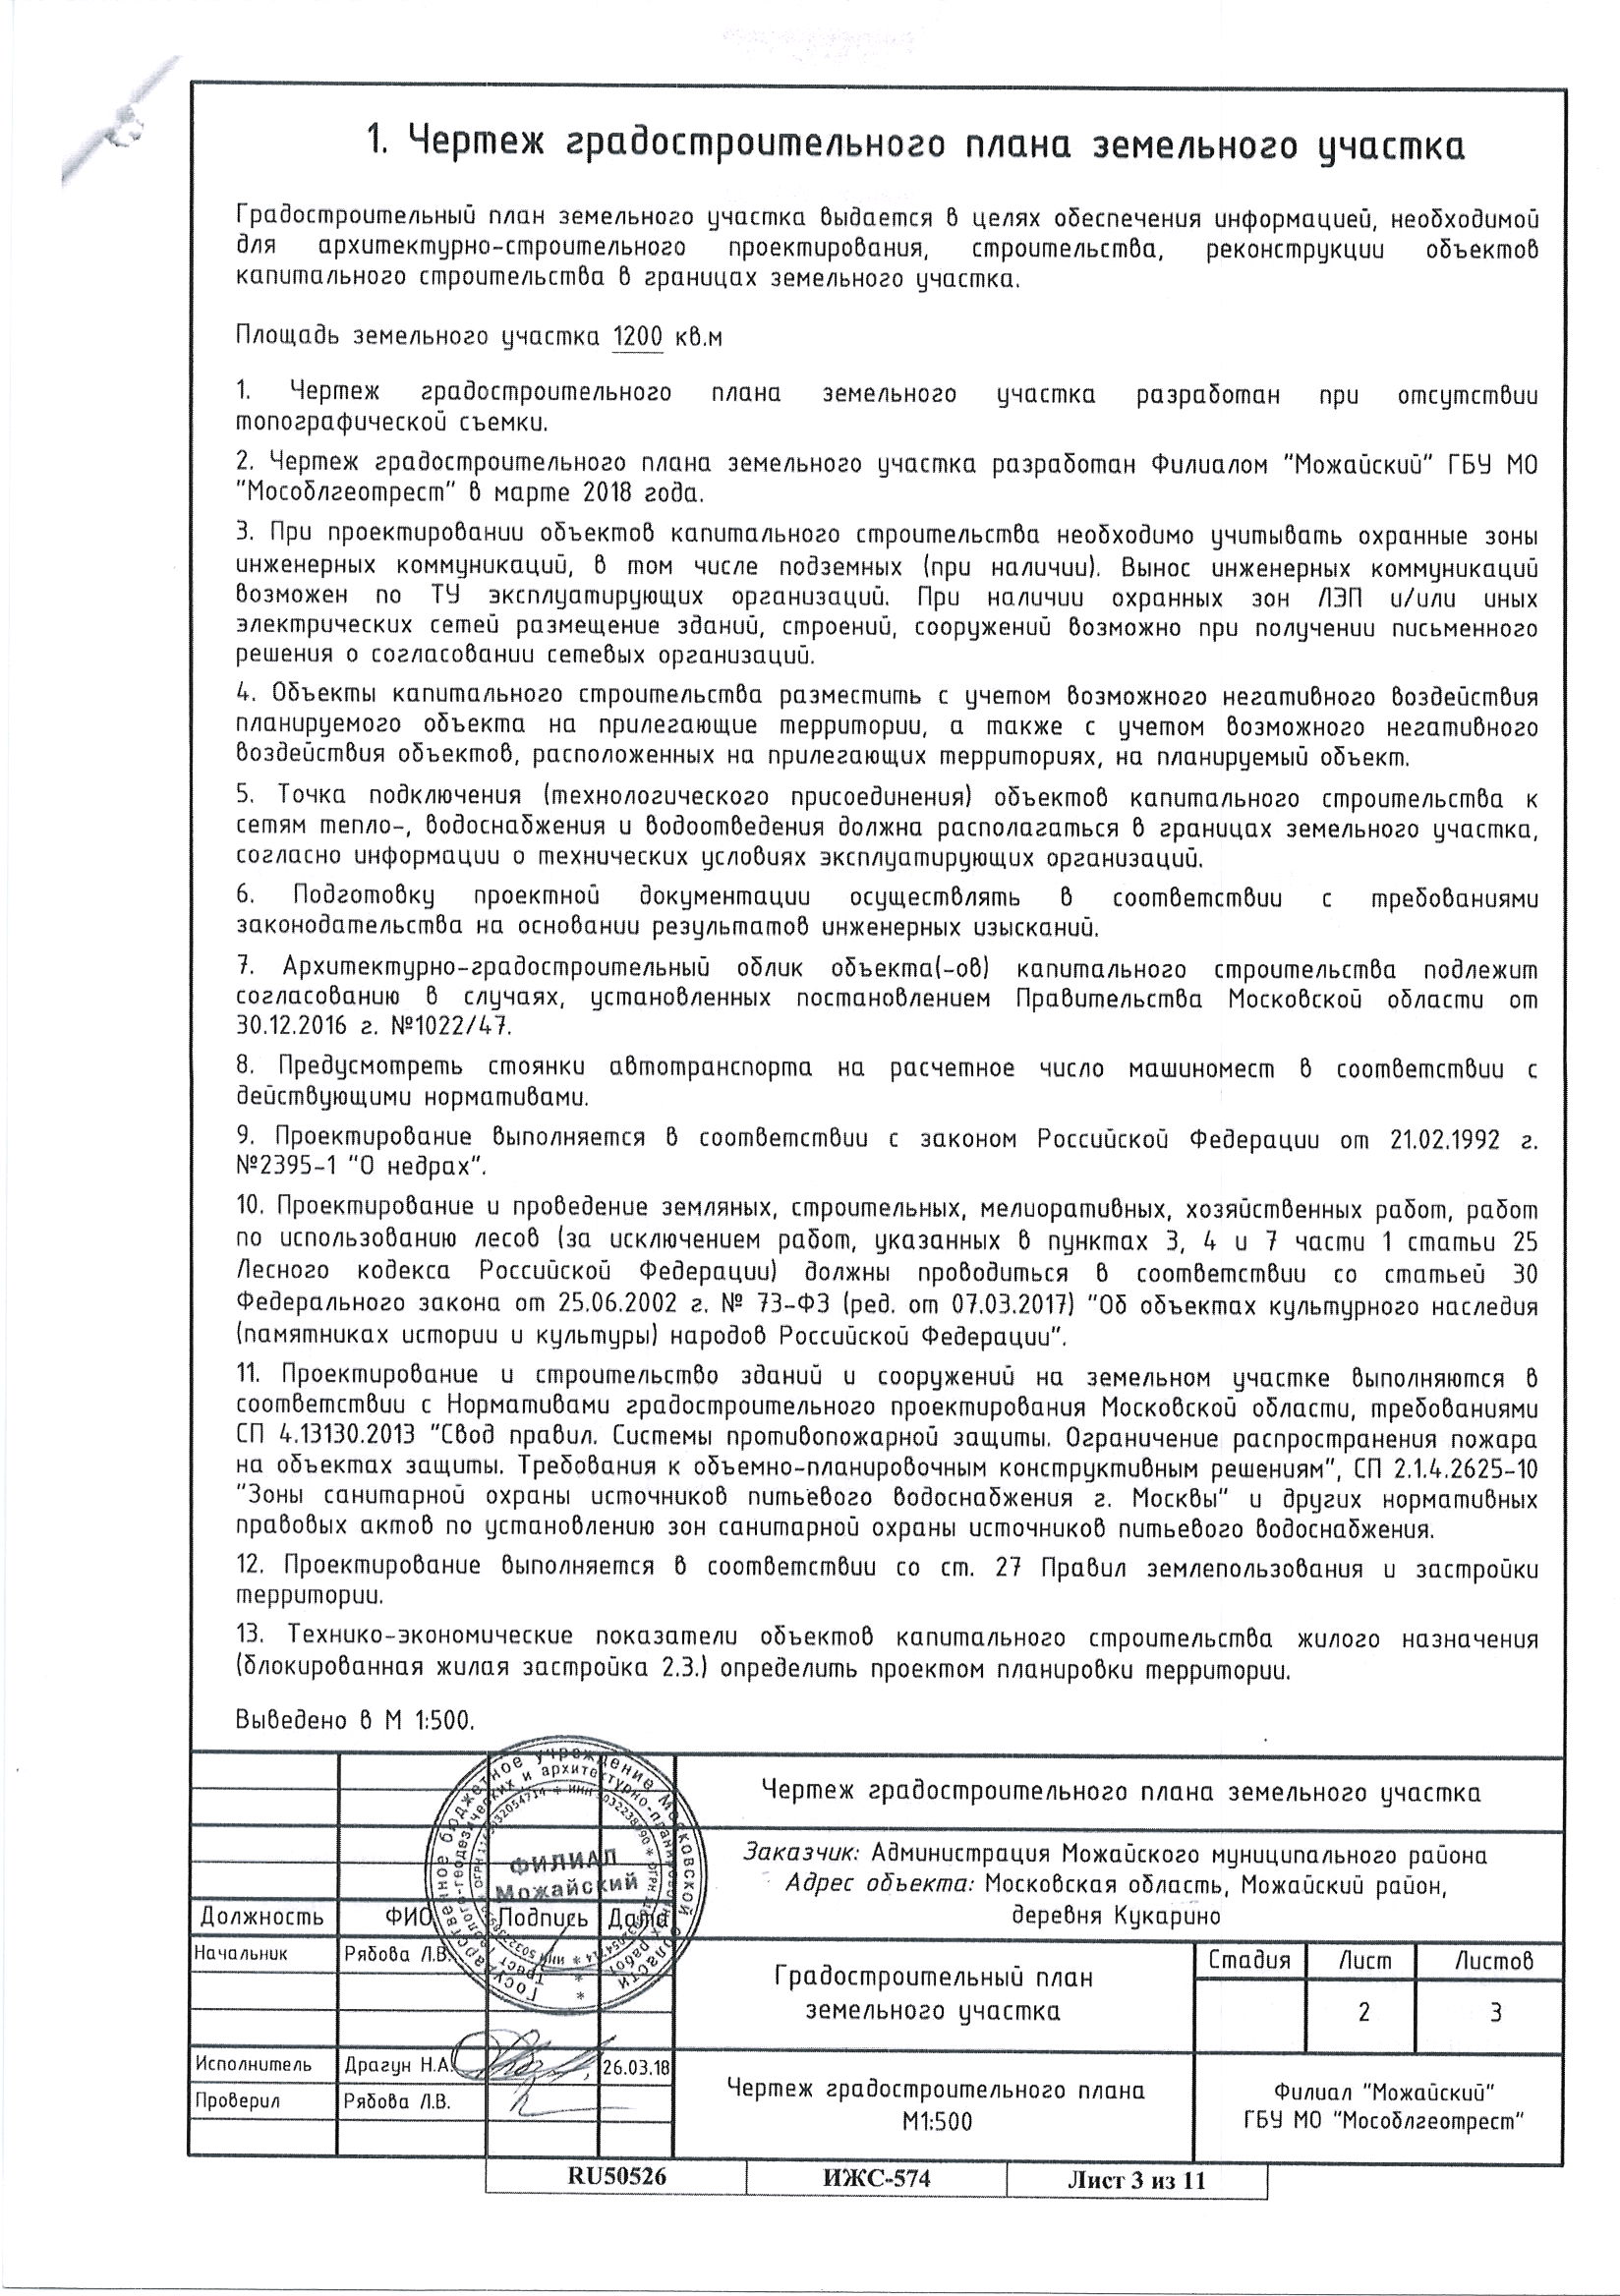 1. Чертеж градостроительного плана земельного участка
Градостроительный план земельного участка выдается в целях обеспечения информацией, необходимой
для архитектурно-строительного проектирования, строительства, реконструкции объектов
капитального строительства в границах земельного участка.
Площадь земельного участка 1200 кв.м
1. Чертеж градостроительного плана земельного участка разработан при отсутствии
топографической съемки.
2. Чертеж градостроительного плана земельного участка разработан Филиалом "Можайский" ГБУ МО
"Мособлгеотрест" в марте 2018 года.
3. При проектировании объектов капитального строительства необходимо учитывать охранные зоны
инженерных коммуникаций, в том числе подземных (при наличии). Вынос инженерных коммуникаций
возможен по ТУ эксплуатирующих организаций. При наличии охранных зон ЛЭП и/или иных
электрических сетей размещение зданий, строений, сооружений возможно при получении письменного
решения о согласовании сетевых организаций.
4. Объекты капитального строительства разместить с учетом возможного негативного воздействия
планируемого объекта на прилегающие территории, а также с учетом возможного негативного
воздействия объектов, расположенных на прилегающих территориях, на планируемый объект.
5. Точка подключения (технологического присоединения) объектов капитального строительства к
сетям тепло-, водоснабжения и водоотведения должна располагаться в границах земельного участка,
согласно информации о технических условиях эксплуатирующих организаций.
6. Подготовку проектной документации осуществлять в соответствии с требованиями
законодательства на основании результатов инженерных изысканий.
7. Архитектурно-градостроительный облик объекта(-ов) капитального строительства подлежит
согласованию в случаях, установленных постановлением Правительства Московской области от
30.12.2016 г. №1022/47.
8. Предусмотреть стоянки автотранспорта на расчетное число машиномест в соответствии с
действующими нормативами.
9. Проектирование выполняется в соответствии с законом Российской Федерации от 21.02.1992 г.
№2395-1 "О недрах".
10. Проектирование и проведение земляных, строительных, мелиоративных, хозяйственных работ, работ
по использованию лесов (за исключением работ, указанных в пунктах 3, 4 и 7 части 1 статьи 25
Лесного кодекса Российской Федерации) должны проводиться в соответствии со статьей 30
Федерального закона от 25.06.2002 г. № 73-ФЗ (ред. от 07.03.2017) "Об объектах культурного наследия
(памятниках истории и культуры) народов Российской Федерации".
11. Проектирование и строительство зданий и сооружений на земельном участке выполняются в
соответствии с Нормативами градостроительного проектирования Московской области, требованиями
СП 4.13130.2013 "Свод правил. Системы противопожарной защиты. Ограничение распространения пожара
на объектах защиты. Требования к объемно-планировочным конструктивным решениям", СП 2.1.4.2625-10
"Зоны санитарной охраны источников питьевого водоснабжения г. Москвы" и других нормативных
правовых актов по установлению зон санитарной охраны источников питьевого водоснабжения.
12. Проектирование выполняется в соответствии со ст. 27 Правил землепользования и застройки
территории.
13. Технико-экономические показатели объектов капитального строительства жилого назначения
(блокированная жилая застройка 2.3.) определить проектом планировки территории.
Выведено в М 1:500.
Чертеж градостроительного плана земельного участка
Заказчик: Администрация Можайского муниципального района
Адрес объекта: Московская область, Можайский район,
деревня Кукарино
Государственное бюджетное учреждение Московской области
ФИЛИАЛ
Можайский
Должность ФИО Подпись Дата
Начальник Рябова Л.В.
Градостроительный план
земельного участка
Стадия Лист Листов
2 3
Исполнитель Драгун Н.А. 26.03.18
Проверил Рябова Л.В.
Чертеж градостроительного плана
М1:500
Филиал "Можайский"
ГБУ МО "Мособлгеотрест"
RU50526 ИЖС-574 Лист 3 из 11